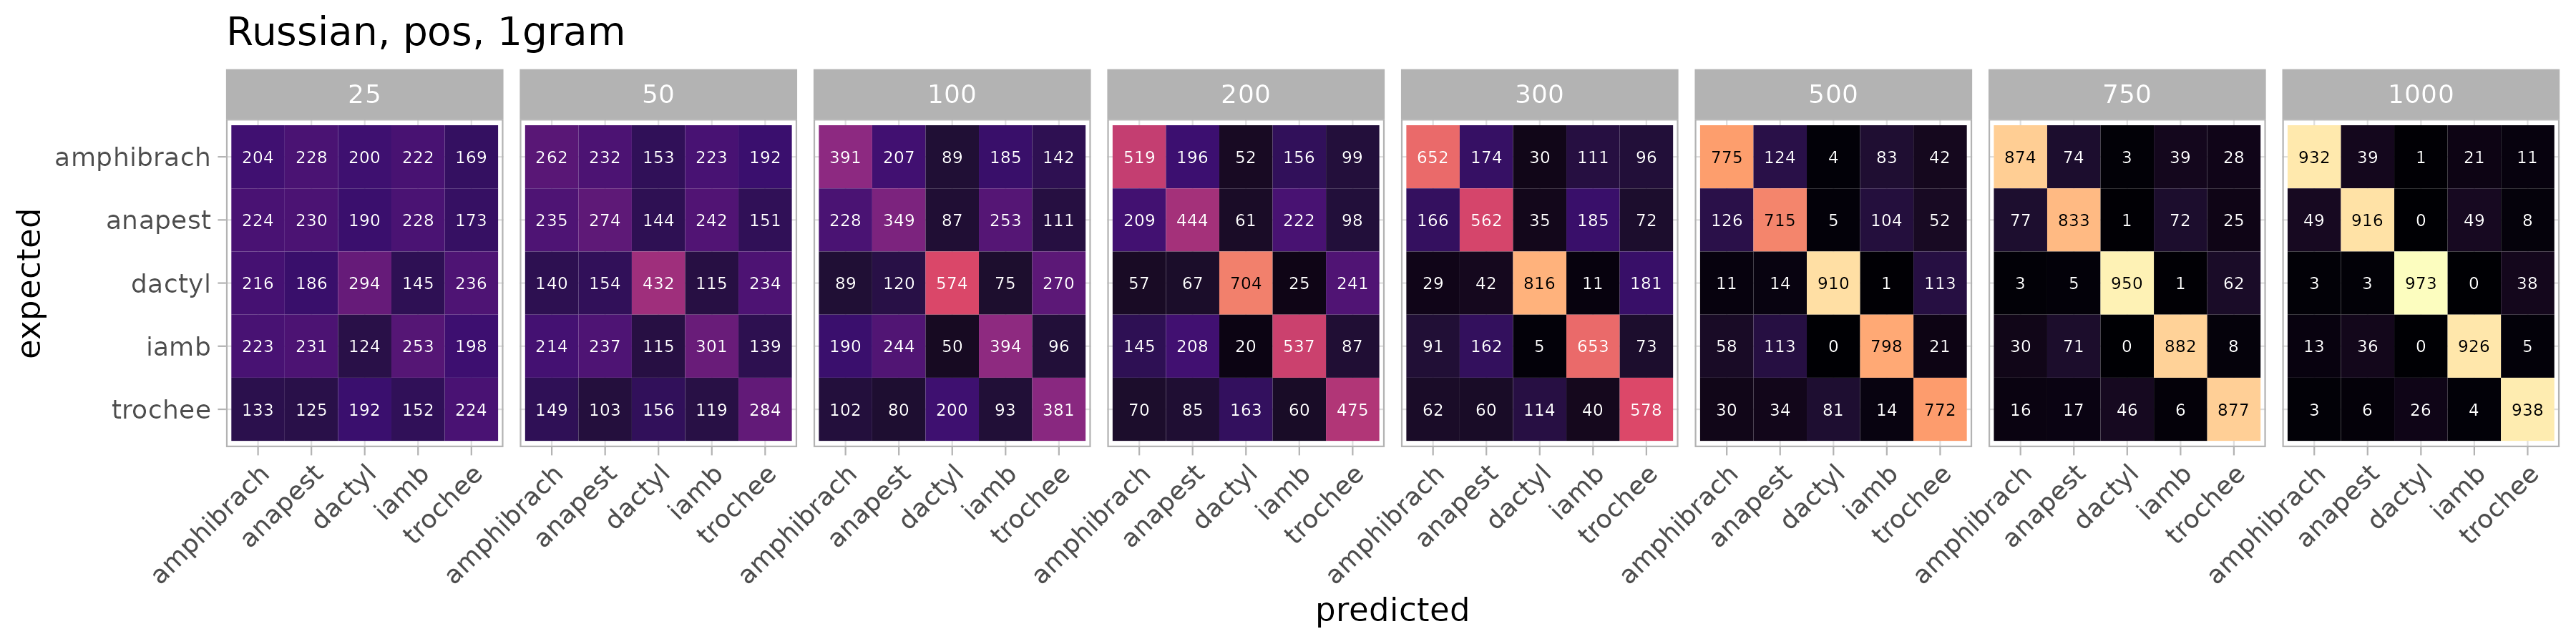 Russian, pos, 1gram
25 50 100 200 300 500 750 1000
amphibrach 204 228 200 222 169 262 232 153 223 192 391 207 89 185 142 519 196 52 156 99 652 174 30 111 96 775 124 4 83 42 874 74 3 39 28 932 39 1 21 11
anapest 224 230 190 228 173 235 274 144 242 151 228 349 87 253 111 209 444 61 222 98 166 562 35 185 72 126 715 5 104 52 77 833 1 72 25 49 916 0 49 8
dactyl 216 186 294 145 236 140 154 432 115 234 89 120 574 75 270 57 67 704 25 241 29 42 816 11 181 11 14 910 1 113 3 5 950 1 62 3 3 973 0 38
iamb 223 231 124 253 198 214 237 115 301 139 190 244 50 394 96 145 208 20 537 87 91 162 5 653 73 58 113 0 798 21 30 71 0 882 8 13 36 0 926 5
trochee 133 125 192 152 224 149 103 156 119 284 102 80 200 93 381 70 85 163 60 475 62 60 114 40 578 30 34 81 14 772 16 17 46 6 877 3 6 26 4 938
expected
amphibrach anapest dactyl iamb trochee amphibrach anapest dactyl iamb trochee amphibrach anapest dactyl iamb trochee amphibrach anapest dactyl iamb trochee amphibrach anapest dactyl iamb trochee amphibrach anapest dactyl iamb trochee amphibrach anapest dactyl iamb trochee amphibrach anapest dactyl iamb trochee
predicted